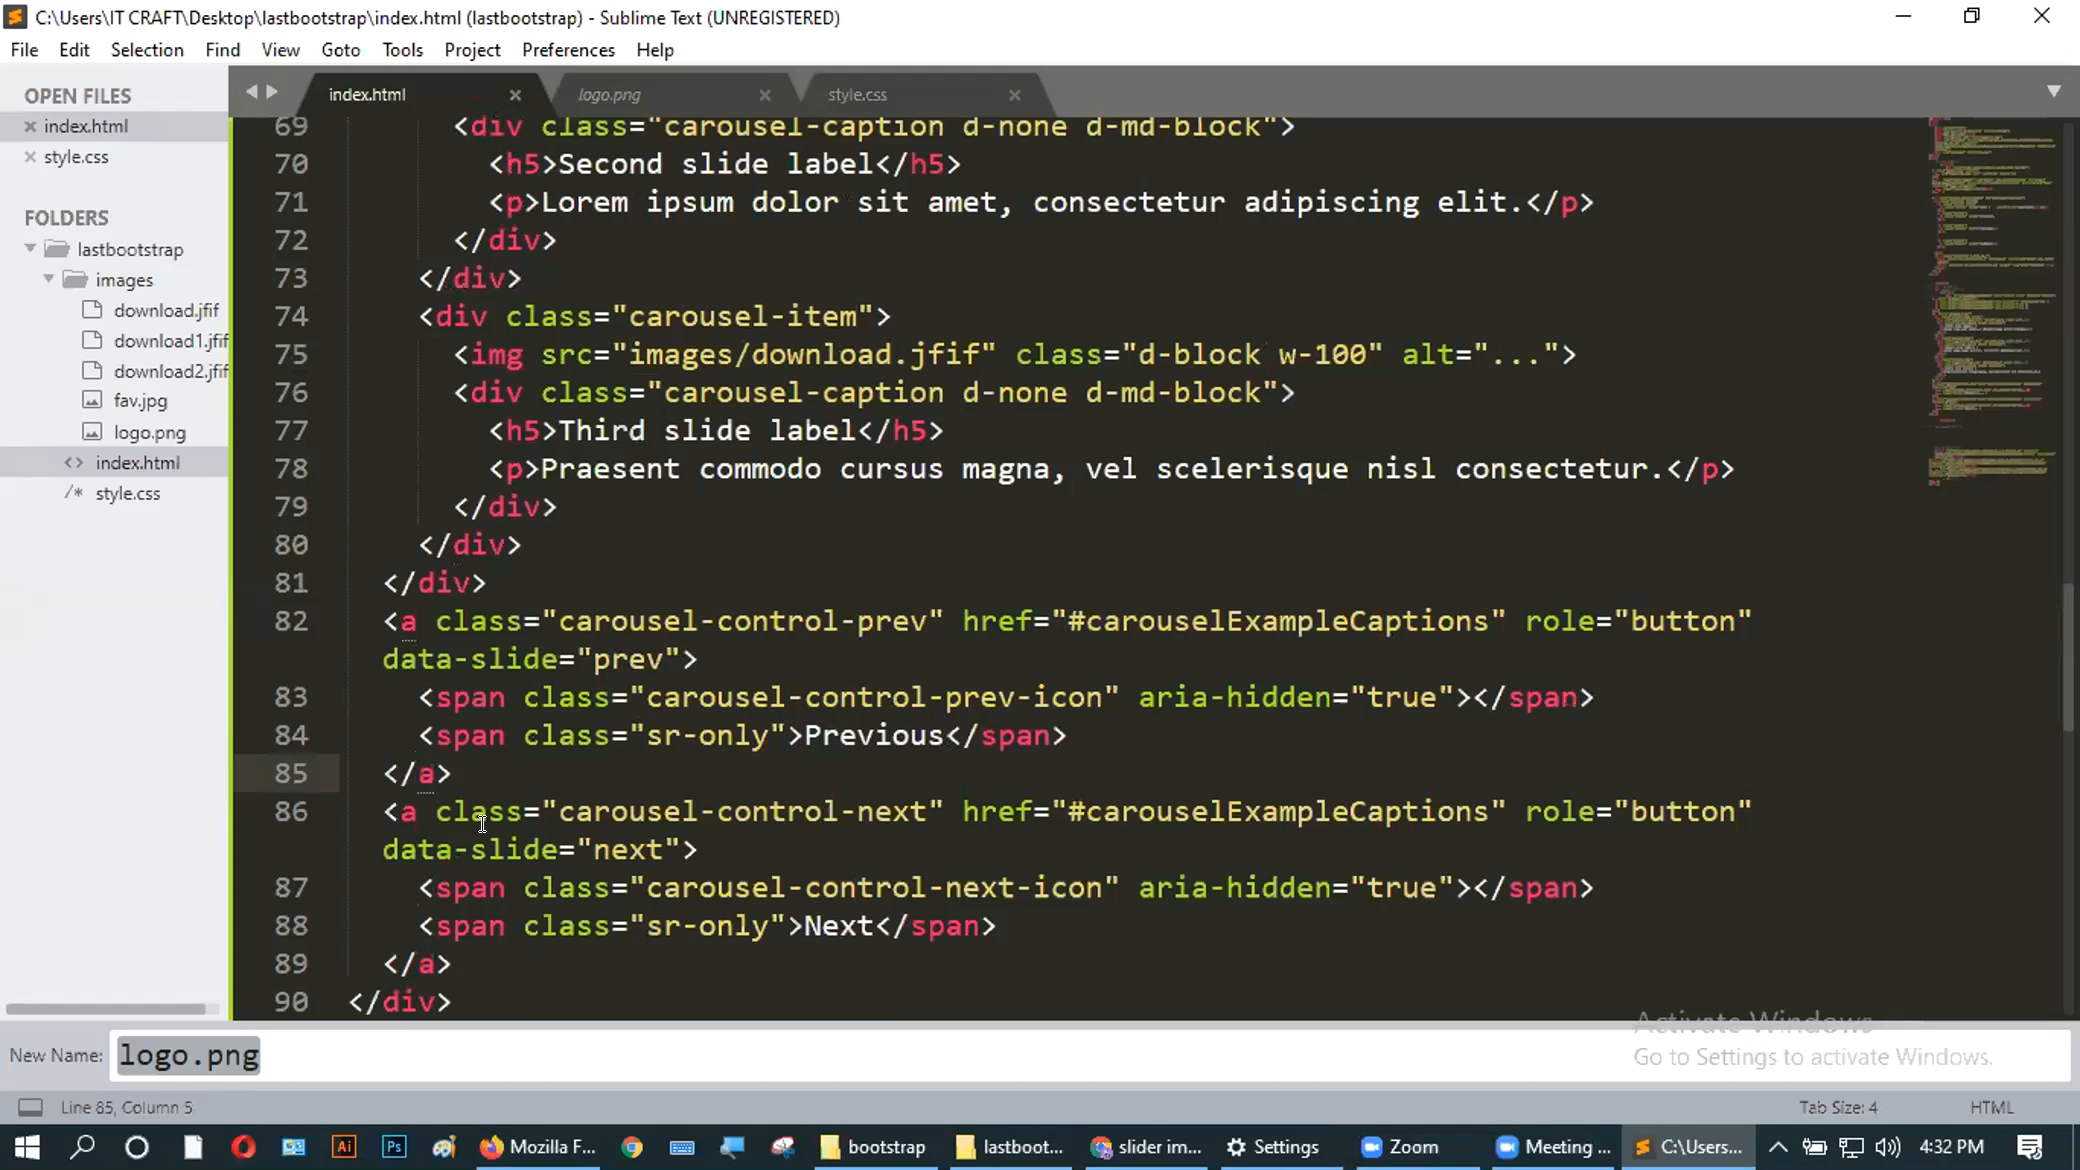 C:\Users\IT CRAFT\Desktop\lastbootstrap\index.html (lastbootstrap) - Sublime Text (UNREGISTERED)
File Edit Selection Find View Goto Tools Project Preferences Help
OPEN FILES
index.html
style.css
FOLDERS
lastbootstrap
images
download.jfif
download1.jfif
download2.jfif
fav.jpg
logo.png
index.html
style.css
index.html logo.png style.css
69 <div class="carousel-caption d-none d-md-block">
70 <h5>Second slide label</h5>
71 <p>Lorem ipsum dolor sit amet, consectetur adipiscing elit.</p>
72 </div>
73 </div>
74 <div class="carousel-item">
75 <img src="images/download.jfif" class="d-block w-100" alt="...">
76 <div class="carousel-caption d-none d-md-block">
77 <h5>Third slide label</h5>
78 <p>Praesent commodo cursus magna, vel scelerisque nisl consectetur.</p>
79 </div>
80 </div>
81 </div>
82 <a class="carousel-control-prev" href="#carouselExampleCaptions" role="button"
data-slide="prev">
83 <span class="carousel-control-prev-icon" aria-hidden="true"></span>
84 <span class="sr-only">Previous</span>
85 </a>
86 <a class="carousel-control-next" href="#carouselExampleCaptions" role="button"
data-slide="next">
87 <span class="carousel-control-next-icon" aria-hidden="true"></span>
88 <span class="sr-only">Next</span>
89 </a>
90 </div>
Activate Windows
Go to Settings to activate Windows.
New Name: logo.png
Line 85, Column 5 Tab Size: 4 HTML
Ai Ps Mozilla F... bootstrap lastboot... slider im... Settings Zoom Meeting ... C:\Users... 4:32 PM